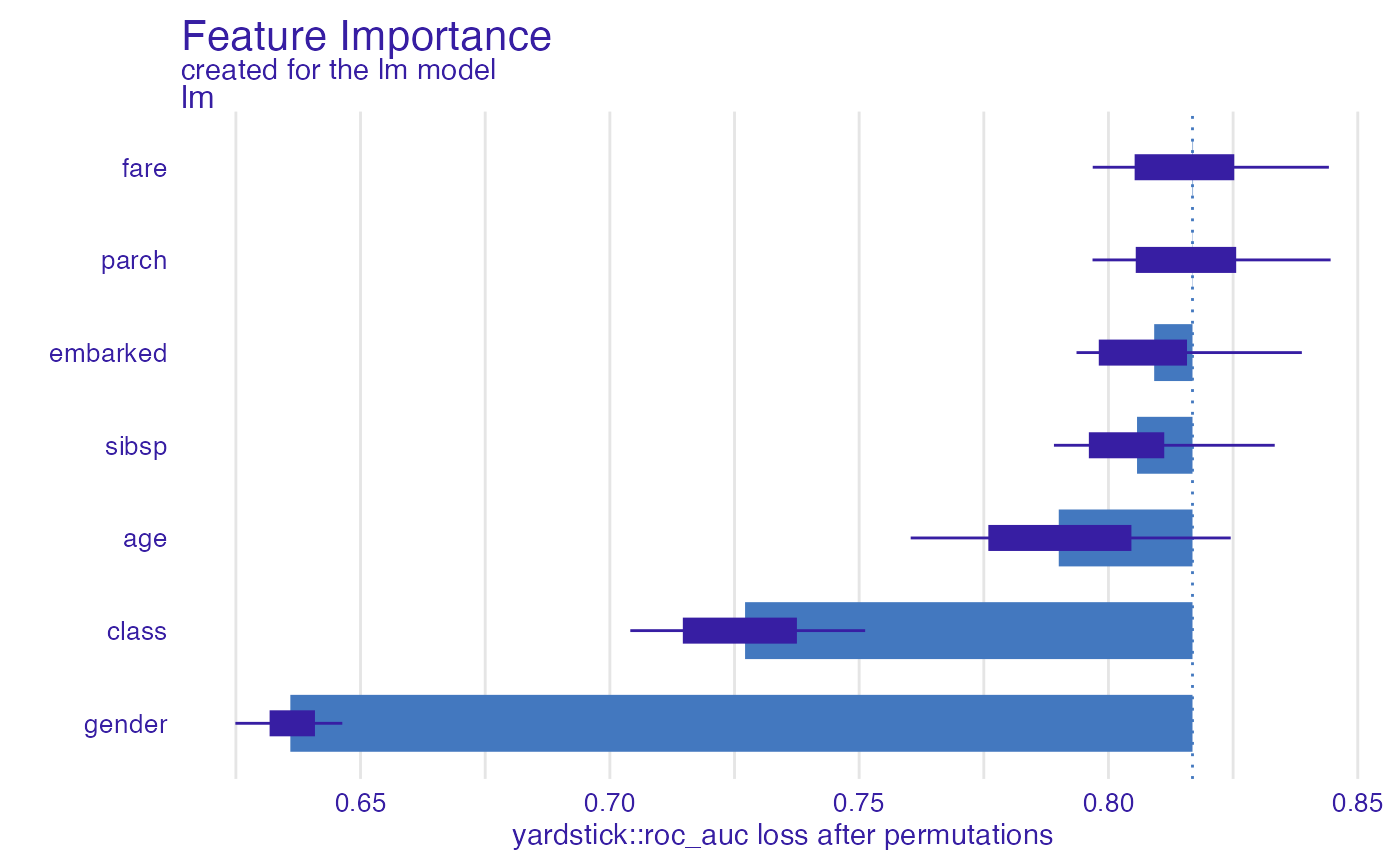 Feature Importance
created for the lm model
lm
fare
parch
embarked
sibsp
age
class
gender
0.65 0.70 0.75 0.80 0.85
yardstick::roc_auc loss after permutations